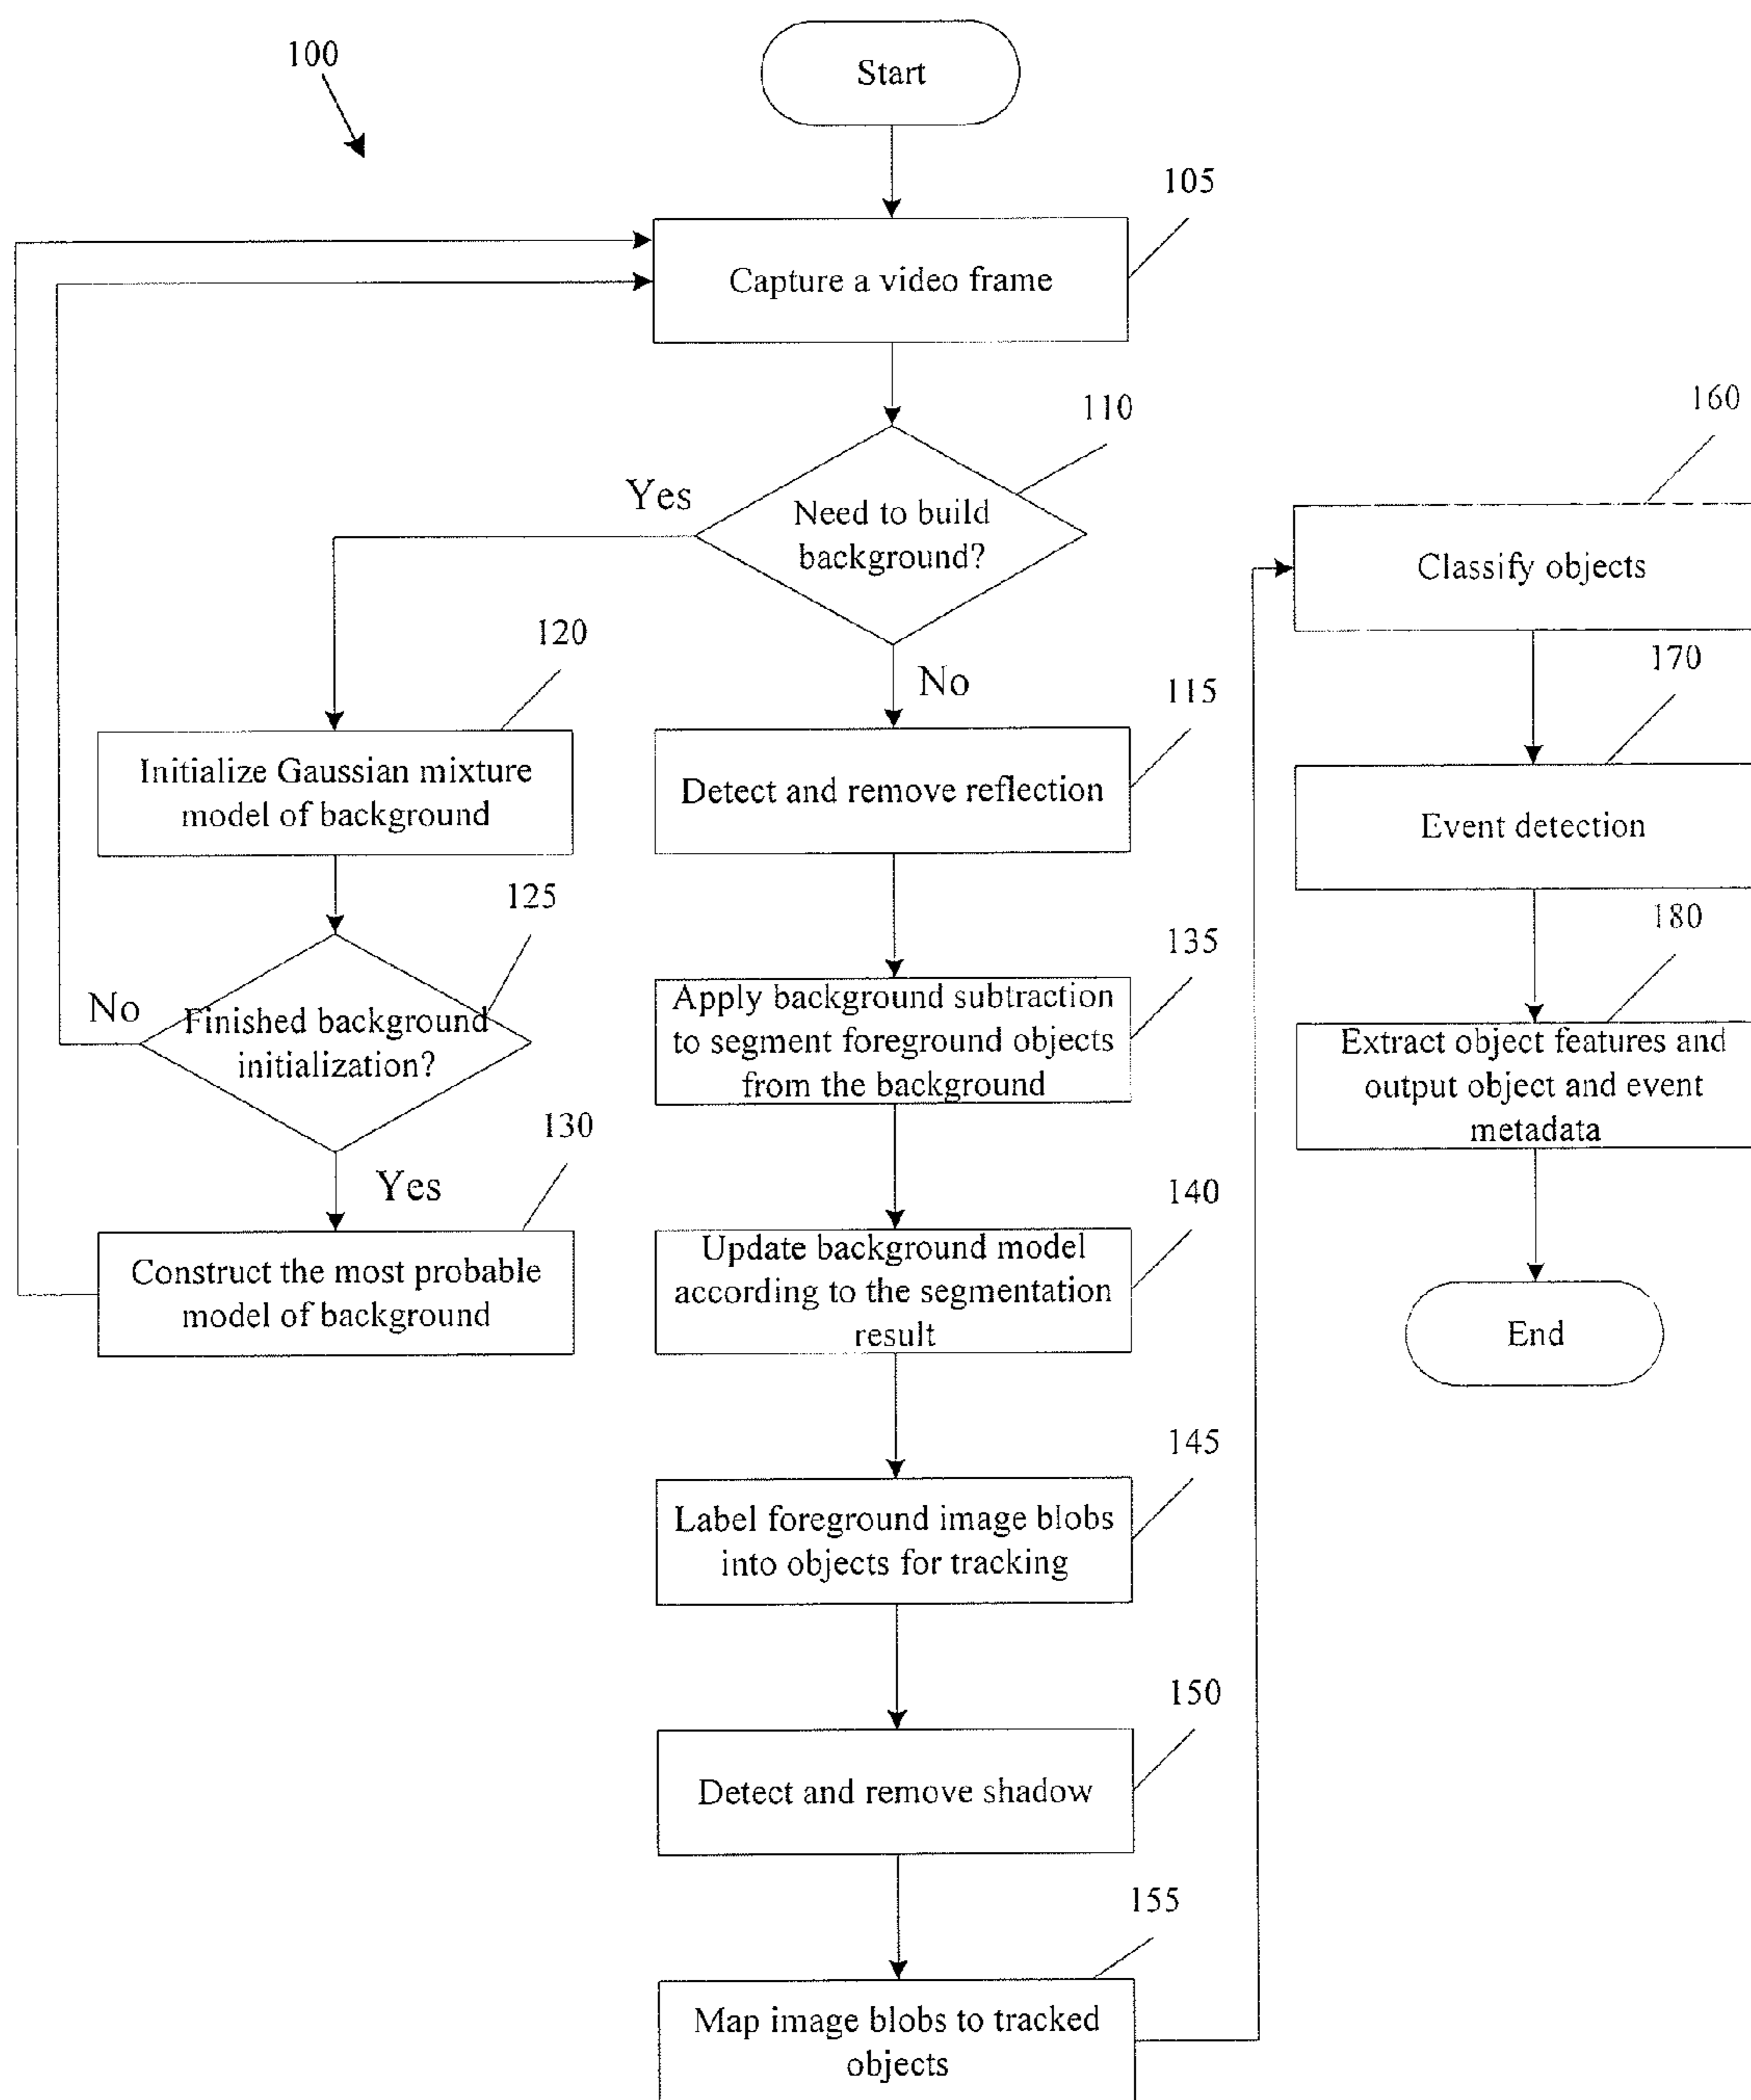 100
Start
105
Capture a video frame
110
Need to build
background?
Yes
No
120
Initialize Gaussian mixture
model of background
125
Finished background
initialization?
No
Yes
130
Construct the most probable
model of background
115
Detect and remove reflection
135
Apply background subtraction
to segment foreground objects
from the background
140
Update background model
according to the segmentation
result
145
Label foreground image blobs
into objects for tracking
150
Detect and remove shadow
155
Map image blobs to tracked
objects
160
Classify objects
170
Event detection
180
Extract object features and
output object and event
metadata
End